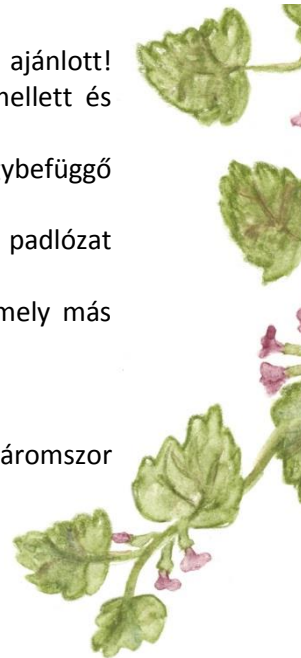 ajánlott!
mellett és
ybefüggő
padlózat
mely más
áromszor